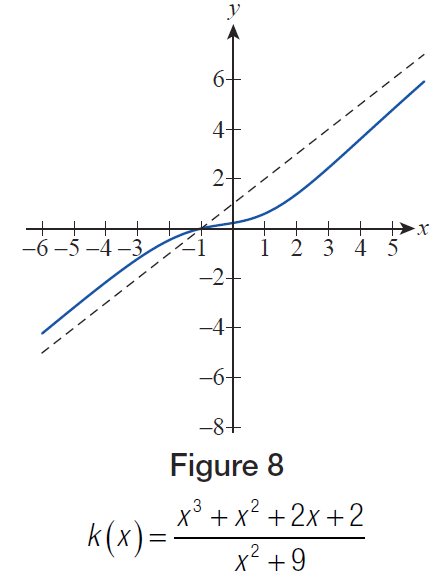 y
6
4
2
x
–6 –5 –4 –3 –1 1 2 3 4 5
–2
–4
–6
–8
Figure 8
k(x) = (x³ + x² + 2x + 2) / (x² + 9)